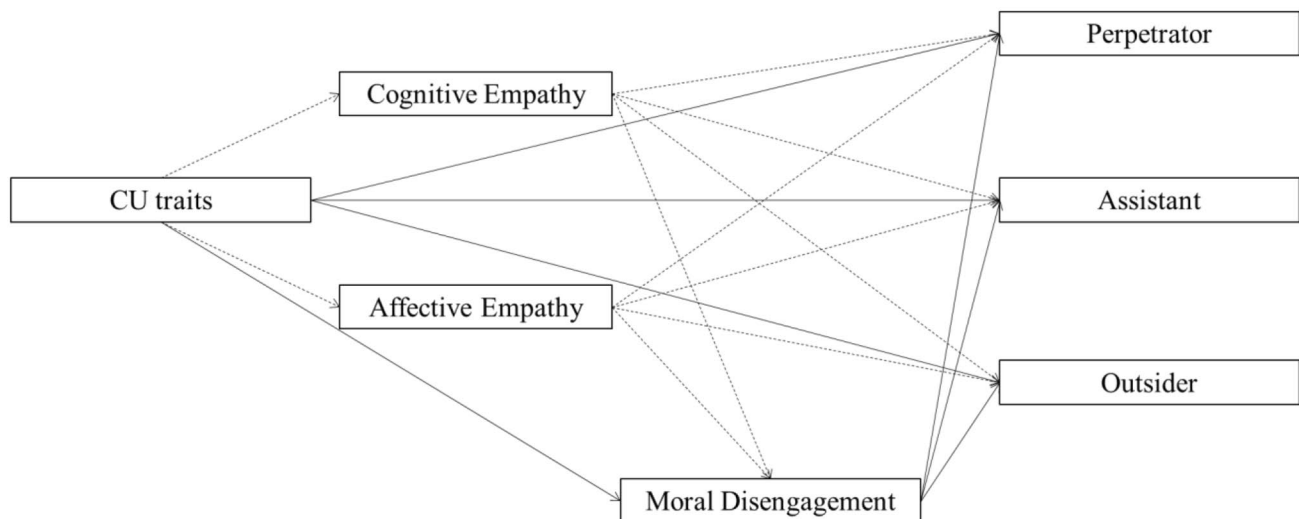 Perpetrator
Cognitive Empathy
CU traits
Assistant
Affective Empathy
Outsider
Moral Disengagement